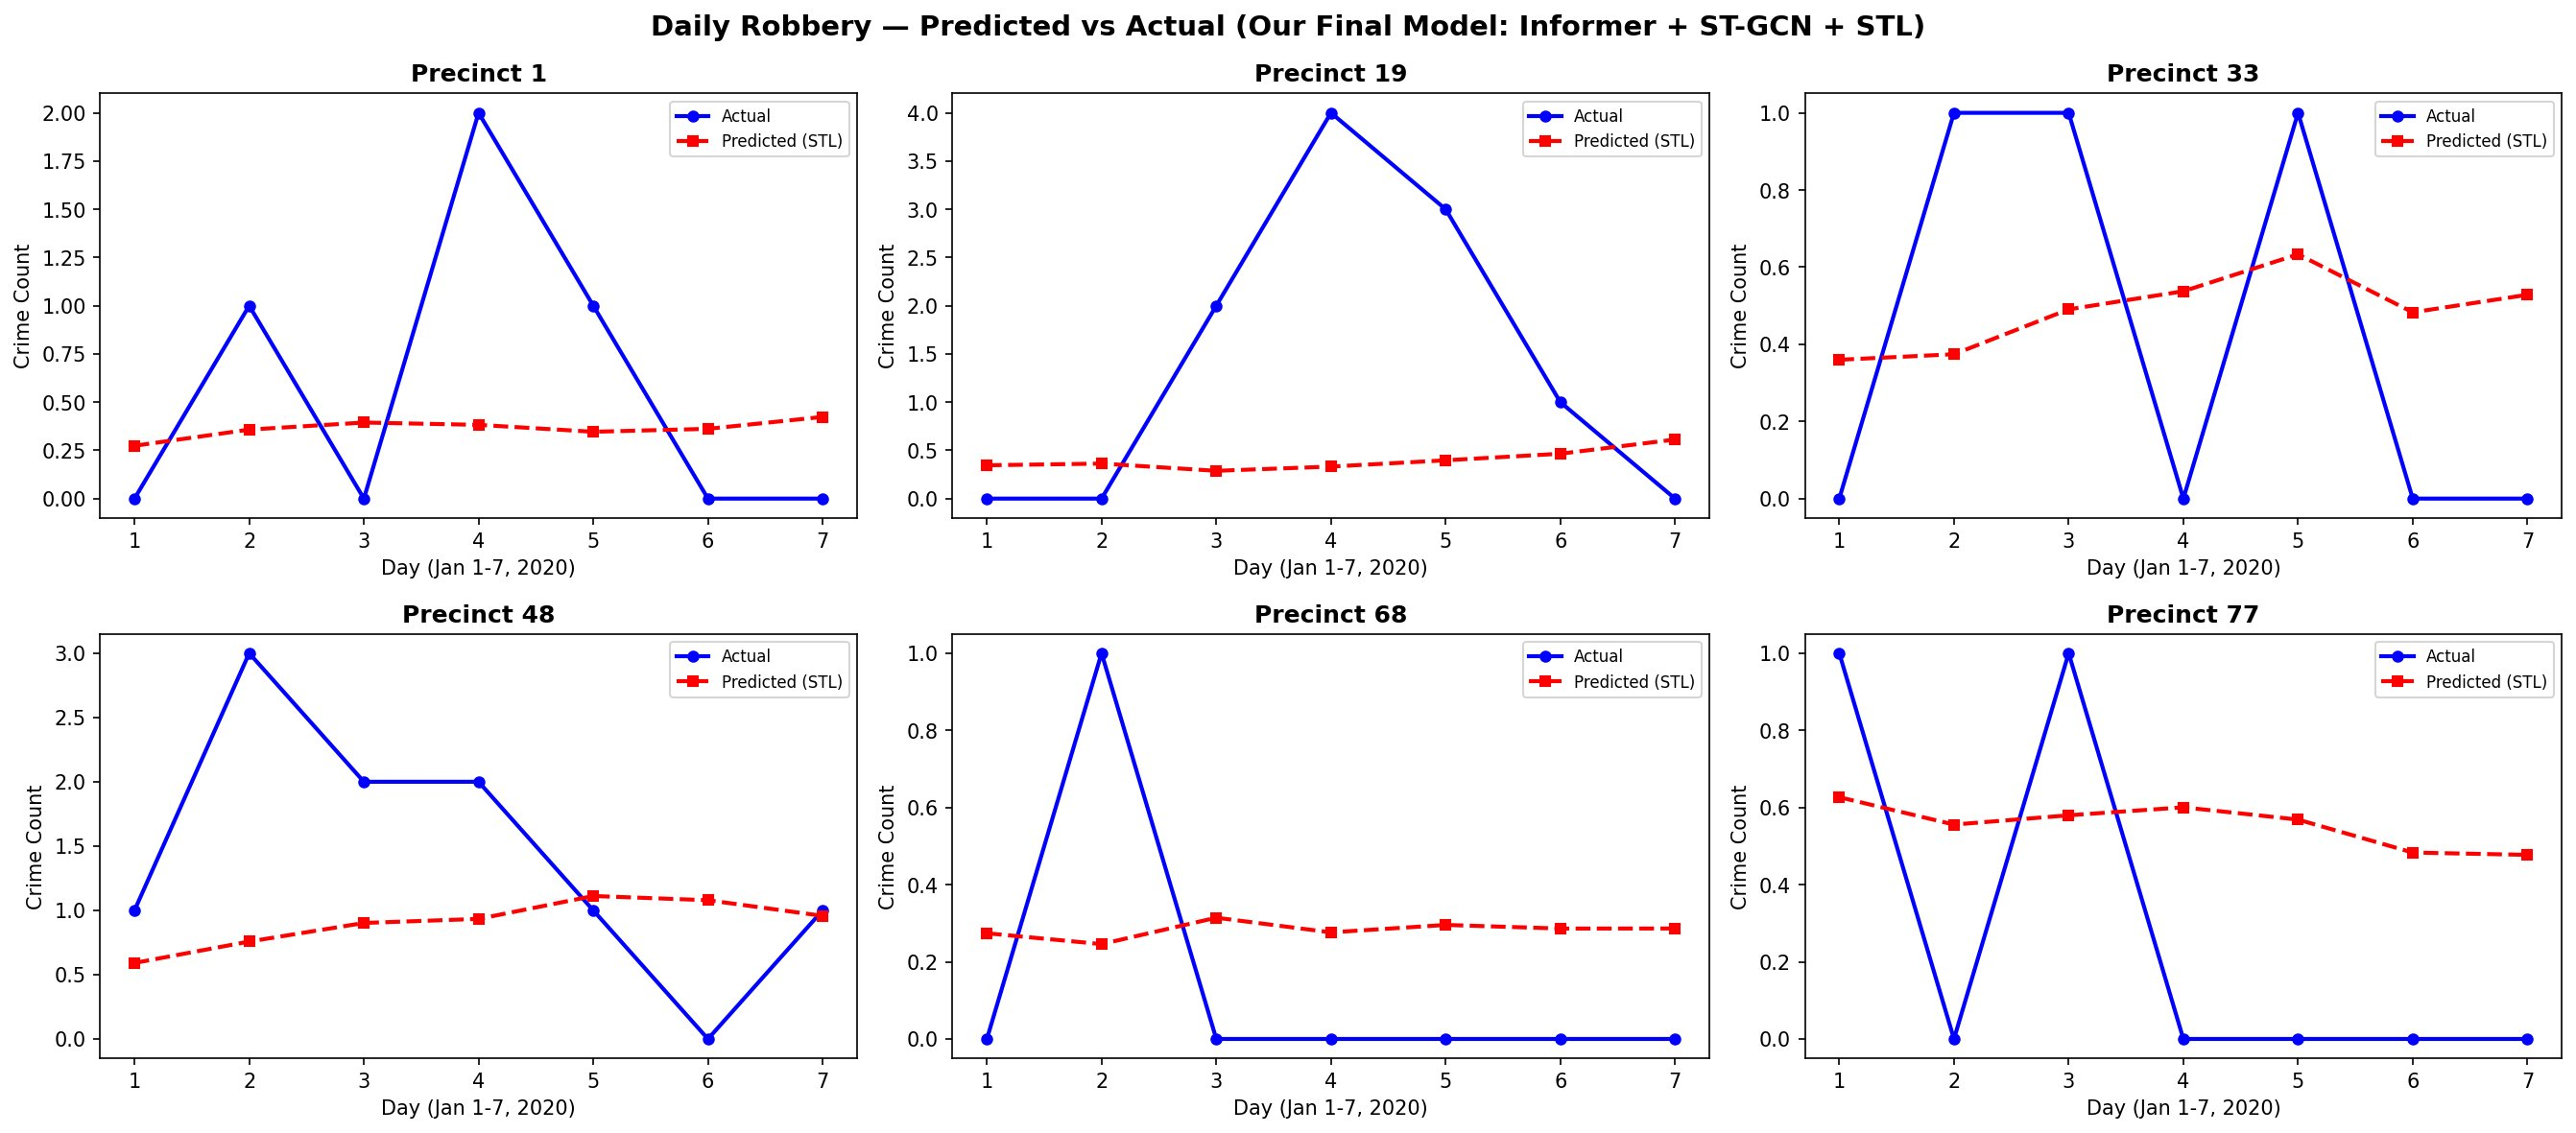 Daily Robbery — Predicted vs Actual (Our Final Model: Informer + ST-GCN + STL)
Precinct 1
Crime Count
2.00
1.75
1.50
1.25
1.00
0.75
0.50
0.25
0.00
Actual
Predicted (STL)
1 2 3 4 5 6 7
Day (Jan 1-7, 2020)
Precinct 19
Crime Count
4.0
3.5
3.0
2.5
2.0
1.5
1.0
0.5
0.0
Actual
Predicted (STL)
1 2 3 4 5 6 7
Day (Jan 1-7, 2020)
Precinct 33
Crime Count
1.0
0.8
0.6
0.4
0.2
0.0
Actual
Predicted (STL)
1 2 3 4 5 6 7
Day (Jan 1-7, 2020)
Precinct 48
Crime Count
3.0
2.5
2.0
1.5
1.0
0.5
0.0
Actual
Predicted (STL)
1 2 3 4 5 6 7
Day (Jan 1-7, 2020)
Precinct 68
Crime Count
1.0
0.8
0.6
0.4
0.2
0.0
Actual
Predicted (STL)
1 2 3 4 5 6 7
Day (Jan 1-7, 2020)
Precinct 77
Crime Count
1.0
0.8
0.6
0.4
0.2
0.0
Actual
Predicted (STL)
1 2 3 4 5 6 7
Day (Jan 1-7, 2020)